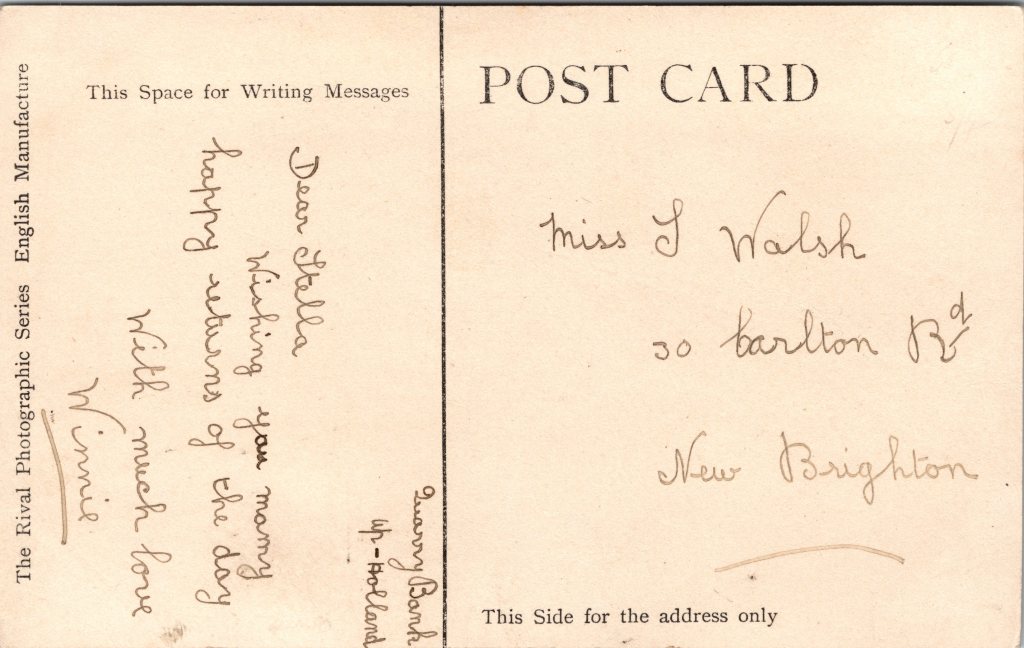 The Rival Photographic Series English Manufacture
This Space for Writing Messages
Quarry Bank
Up-Holland
Dear Stella
Wishing you many
happy returns of the day
With much love
Winnie
POST CARD
Miss S Walsh
30 Carlton Rd
New Brighton
This Side for the address only